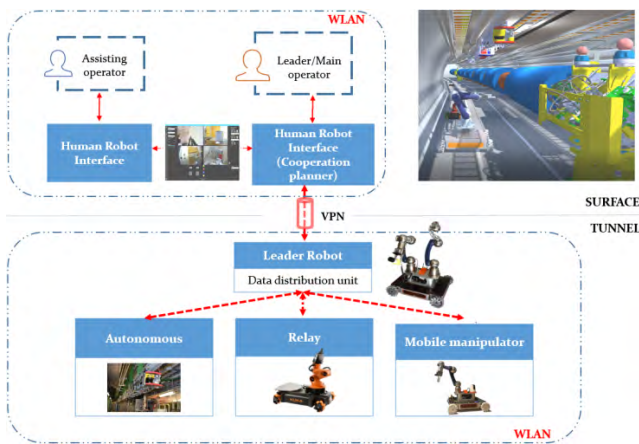 WLAN
Assisting
operator
Leader/Main
operator
Human Robot
Interface
Human Robot
Interface
(Cooperation
planner)
SURFACE
VPN
TUNNEL
Leader Robot
Data distribution unit
Autonomous
Relay
Mobile manipulator
WLAN